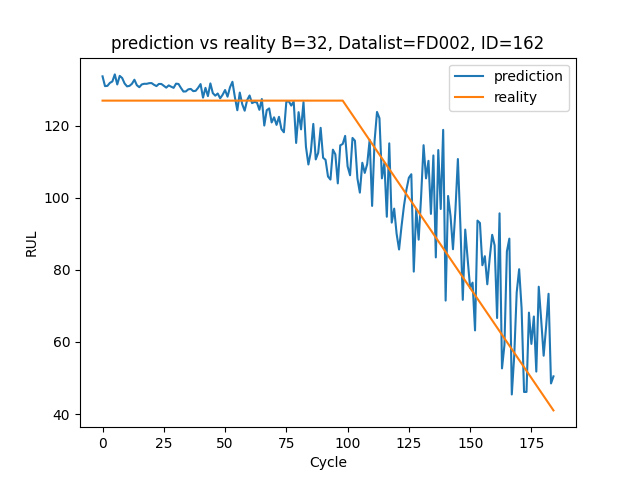 prediction vs reality B=32, Datalist=FD002, ID=162
prediction
reality
RUL
120
100
80
60
40
0 25 50 75 100 125 150 175
Cycle